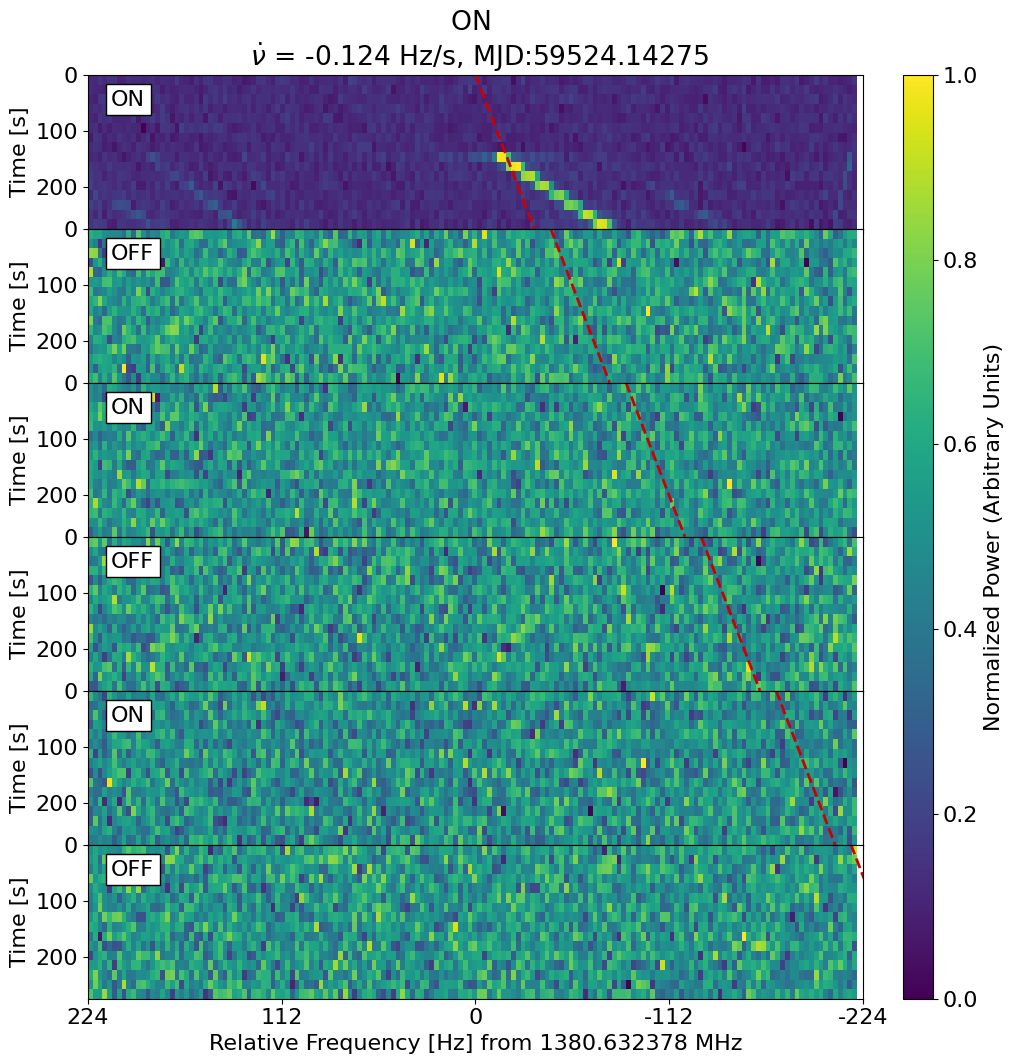 ON
ν̇ = -0.124 Hz/s, MJD:59524.14275
0
100
200
Time [s]
ON
0
100
200
Time [s]
OFF
0
100
200
Time [s]
ON
0
100
200
Time [s]
OFF
0
100
200
Time [s]
ON
0
100
200
Time [s]
OFF
224
112
0
-112
-224
Relative Frequency [Hz] from 1380.632378 MHz
1.0
0.8
0.6
0.4
0.2
0.0
Normalized Power (Arbitrary Units)